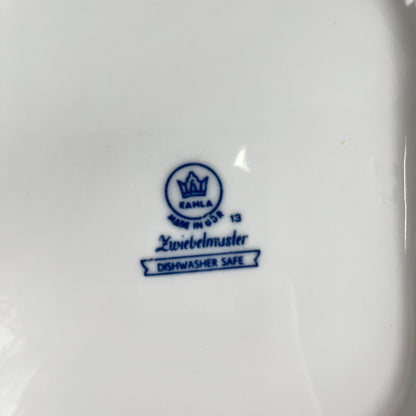 KAHLA
MADE IN GDR 13
Zwiebelmuster
DISHWASHER SAFE